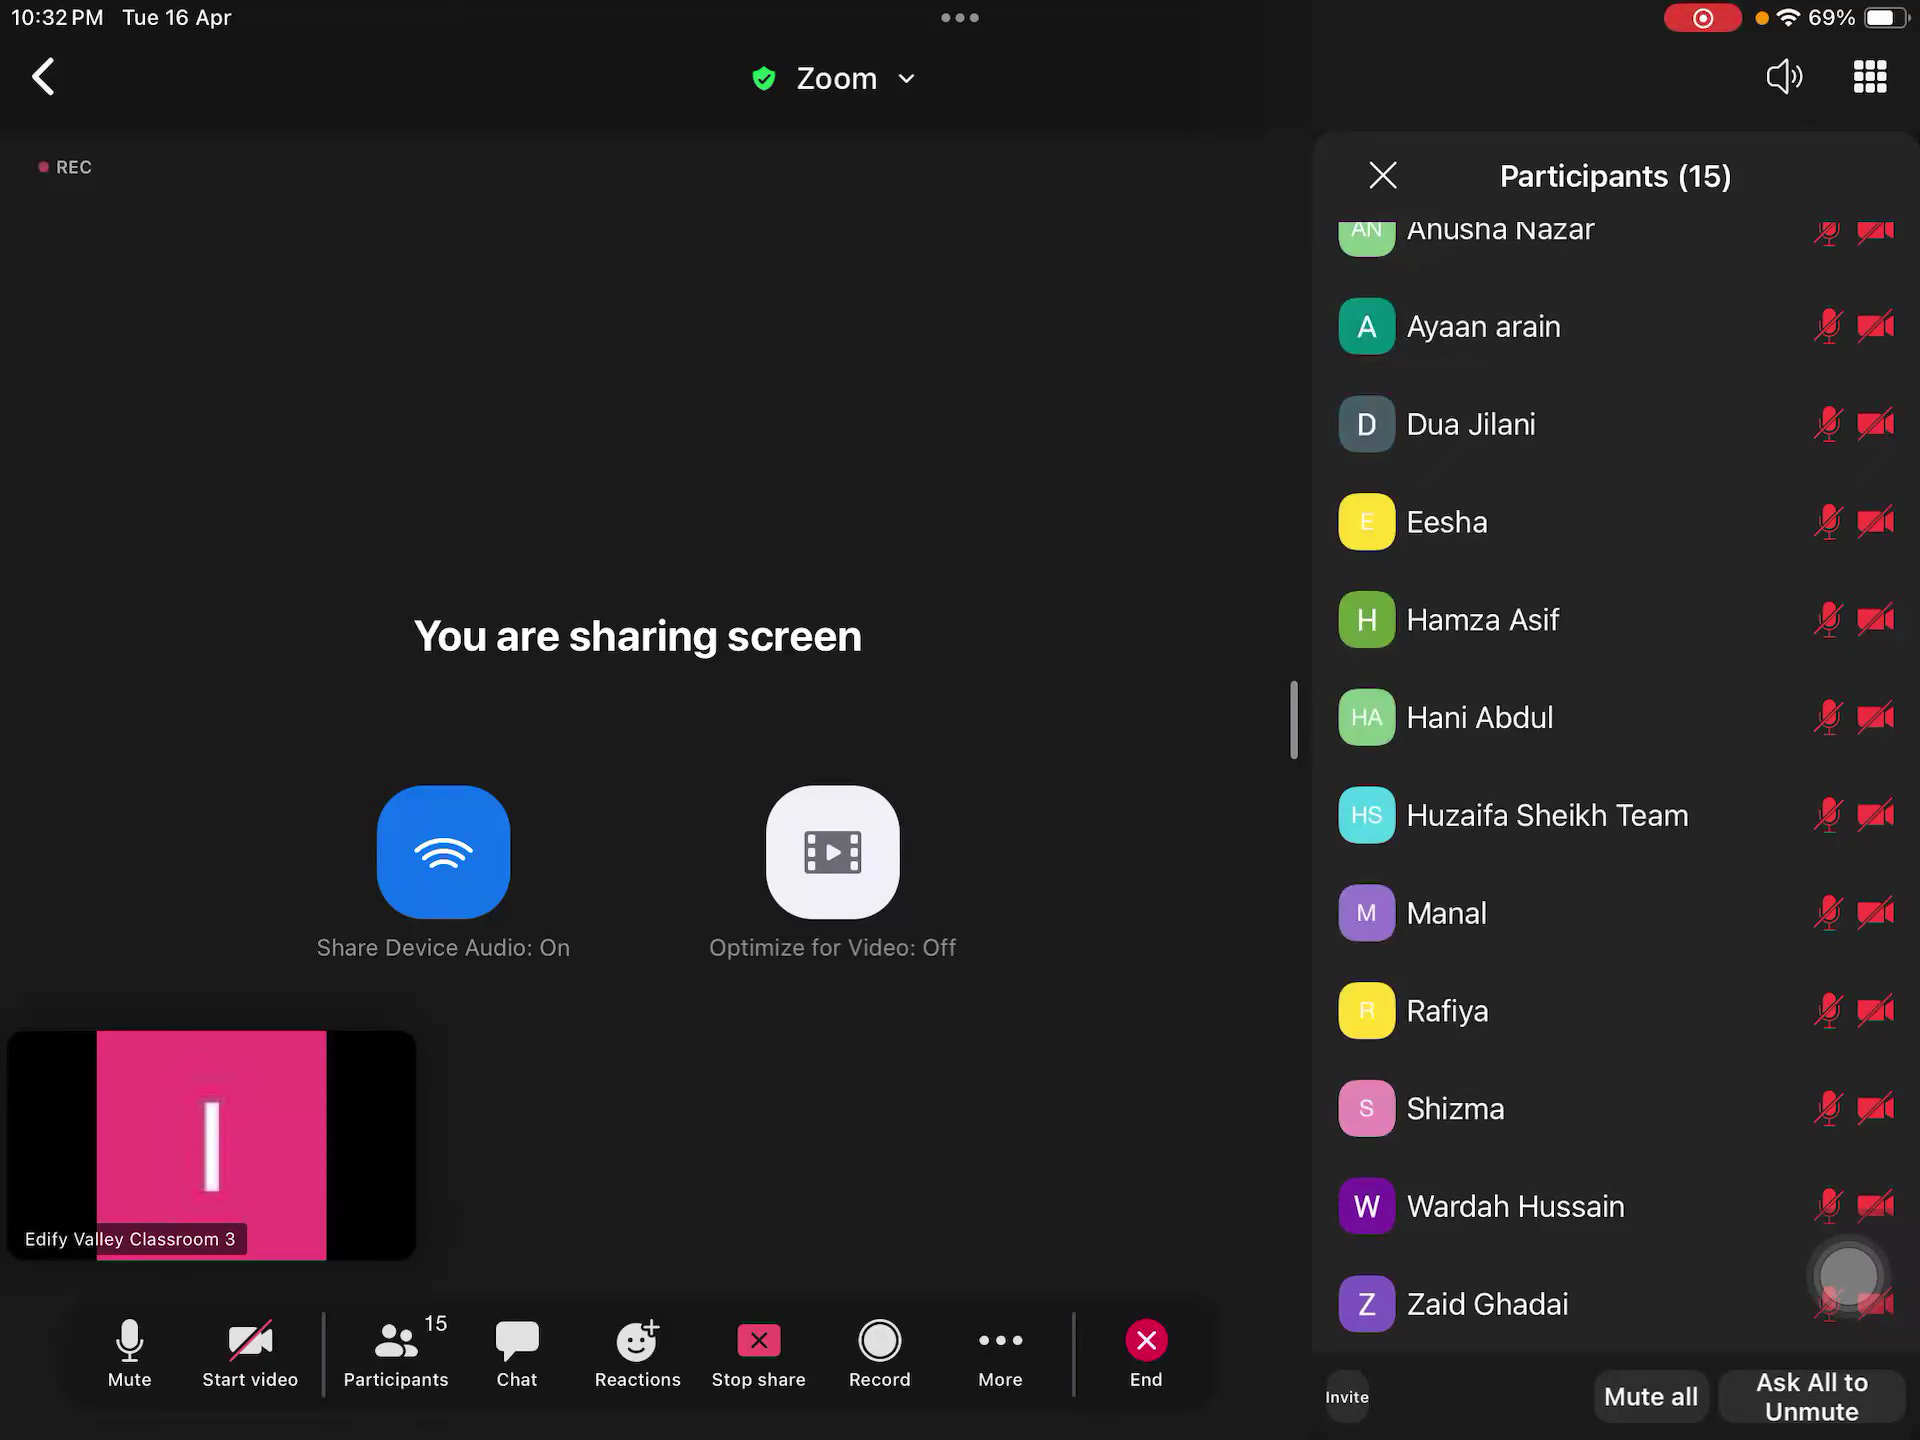 10:32 PM Tue 16 Apr
69%
Zoom
REC
Participants (15)
AN Anusha Nazar
A Ayaan arain
D Dua Jilani
E Eesha
H Hamza Asif
HA Hani Abdul
HS Huzaifa Sheikh Team
M Manal
R Rafiya
S Shizma
W Wardah Hussain
Z Zaid Ghadai
You are sharing screen
Share Device Audio: On
Optimize for Video: Off
I
Edify Valley Classroom 3
Mute
Start video
15
Participants
Chat
Reactions
Stop share
Record
More
End
Invite
Mute all
Ask All to
Unmute